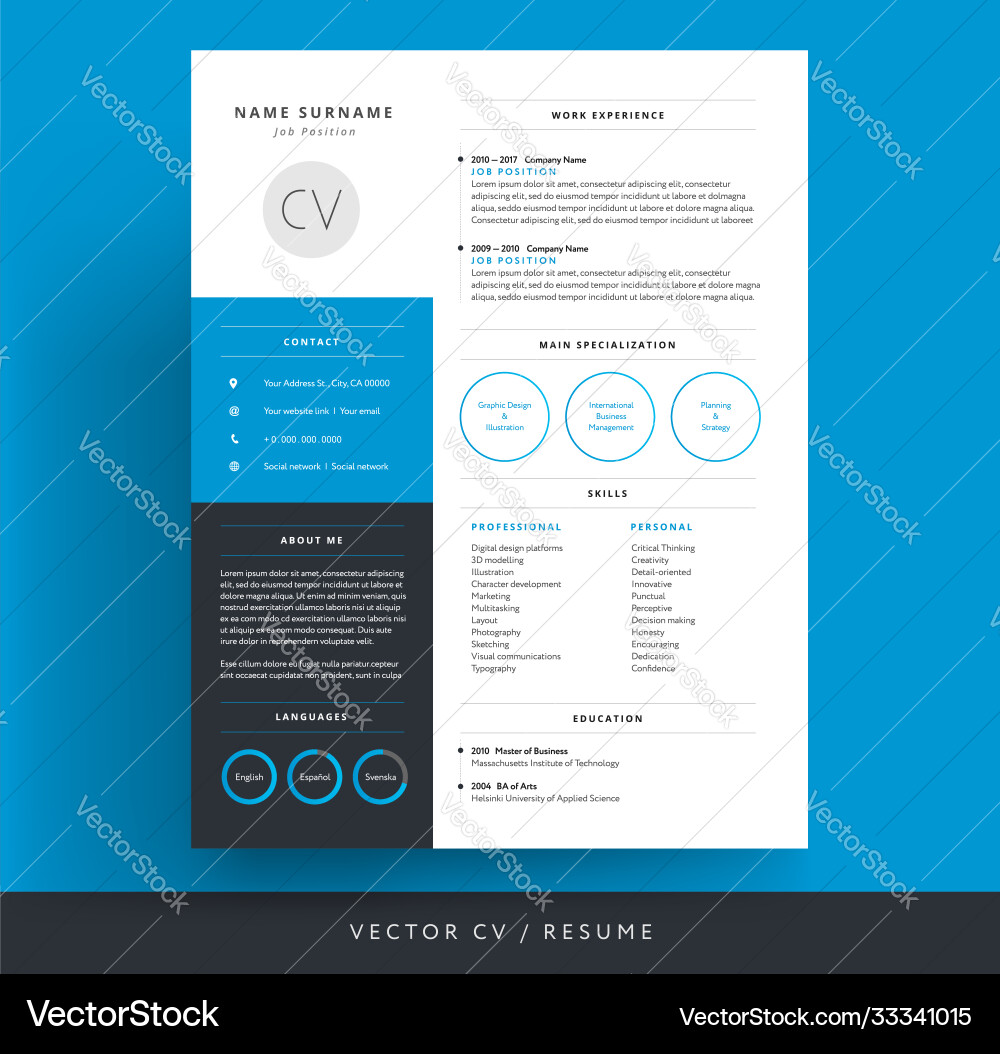 NAME SURNAME
Job Position
CV
CONTACT
Your Address St., City, CA 00000
@ Your website link | Your email
+ 0 . 000 . 000 . 0000
Social network | Social network
ABOUT ME
Lorem ipsum dolor sit amet, consectetur adipiscing
elit, sed do eiusmod tempor incididunt ut labore et
dolore magna aliqua. Ut enim ad minim veniam, quis
nostrud exercitation ullamco laboris nisi ut aliquip
ex ea com modo cd exercitation ullamco laboris nisi
ut aliquip ex ea com modo consequat. Duis aute
irure dolor in reprehendern voluptate velit.
Esse cillum dolore eu fugiat nulla pariatur.cepteur
sint occaecat cupidatat non proident, sunt in culpa
LANGUAGES
English
Español
Svenska
WORK EXPERIENCE
2010 – 2017 Company Name
JOB POSITION
Lorem ipsum dolor sit amet, consectetur adipiscing elit, consectetur
adipiscing elit, sed do eiusmod tempor incididunt ut labore et dolmagna
aliqua, seddo eiusmod tempor incididunt ut labore et dolore magna aliqua.
Consectetur adipiscing elit, sed do eiusmod tempor incididunt ut laboreet
2009 – 2010 Company Name
JOB POSITION
Lorem ipsum dolor sit amet, consectetur adipiscing elit, consectetur
adipiscing elit, sed do eiusmod tempor incididunt ut labore et dolore magna
aliqua, seddo eiusmod tempor incididunt ut labore et dolore magna aliqua.
MAIN SPECIALIZATION
Graphic Design
&
Illustration
International
Business
Management
Planning
&
Strategy
SKILLS
PROFESSIONAL
Digital design platforms
3D modelling
Illustration
Character development
Marketing
Multitasking
Layout
Photography
Sketching
Visual communications
Typography
PERSONAL
Critical Thinking
Creativity
Detail-oriented
Innovative
Punctual
Perceptive
Decision making
Honesty
Encouraging
Dedication
Confidence
EDUCATION
2010 Master of Business
Massachusetts Institute of Technology
2004 BA of Arts
Helsinki University of Applied Science
VECTOR CV / RESUME
VectorStock
VectorStock.com/33341015